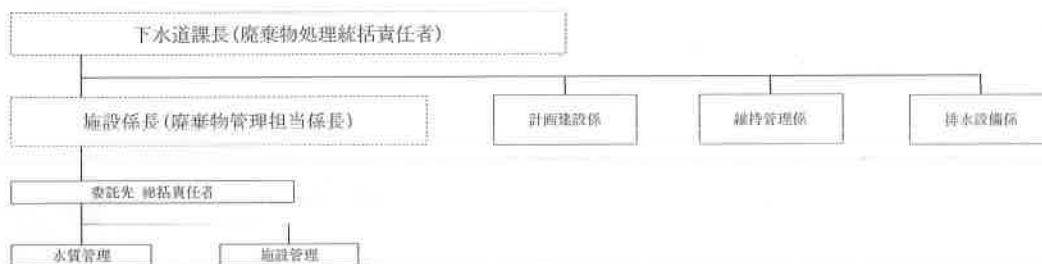 下水道課長(廃棄物処理統括責任者)
施設係長(廃棄物管理担当係長)
計画建設係
維持管理係
排水設備係
委託先 総括責任者
水質管理
施設管理